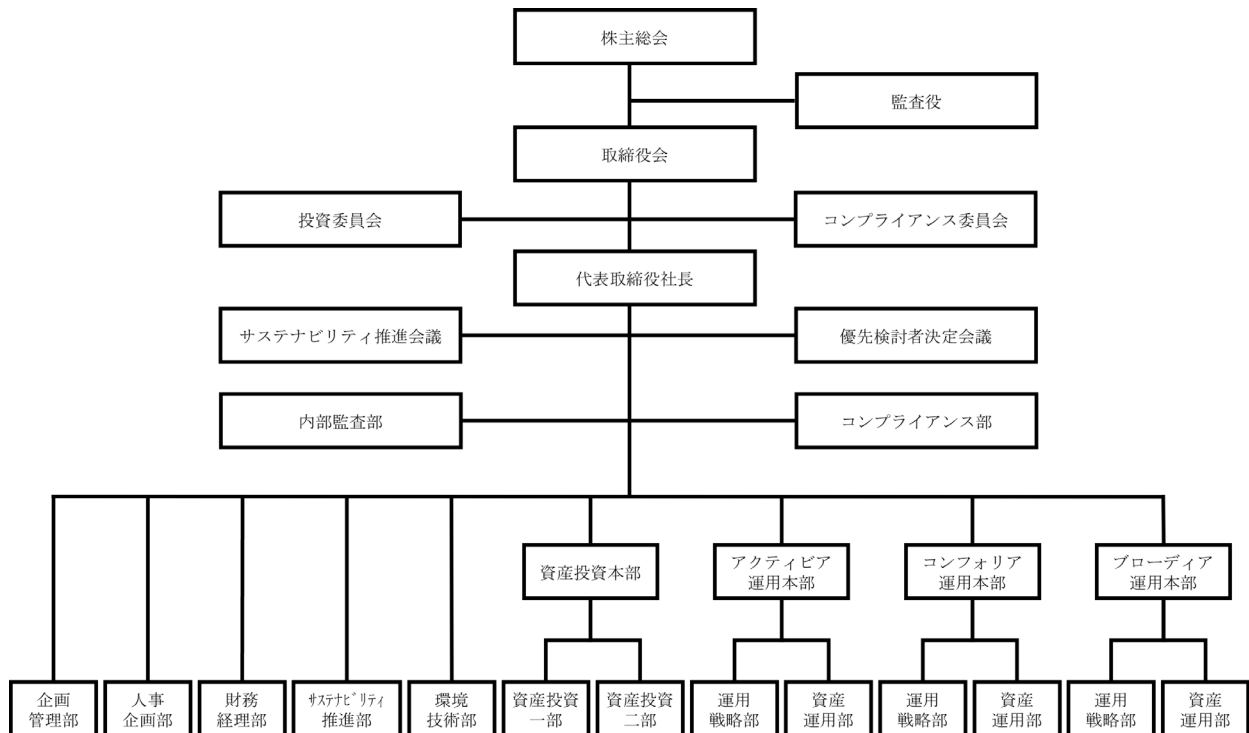 株主総会
監査役
取締役会
投資委員会
コンプライアンス委員会
代表取締役社長
サステナビリティ推進会議
優先検討者決定会議
内部監査部
コンプライアンス部
資産投資本部
アクティビア
運用本部
コンフォリア
運用本部
ブローディア
運用本部
企画
管理部
人事
企画部
財務
経理部
ｻｽﾃﾅﾋﾞﾘﾃｨ
推進部
環境
技術部
資産投資
一部
資産投資
二部
運用
戦略部
資産
運用部
運用
戦略部
資産
運用部
運用
戦略部
資産
運用部